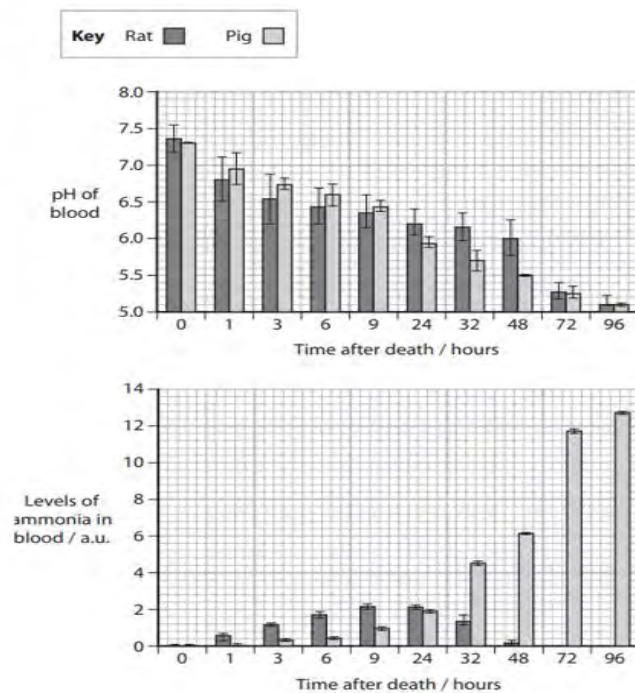 Key Rat Pig
8.0
7.5
7.0
6.5
6.0
5.5
5.0
pH of
blood
0 1 3 6 9 24 32 48 72 96
Time after death / hours
14
12
6
4
2
0
Levels of
ammonia in
blood / a.u.
0 1 3 6 9 24 32 48 72 96
Time after death / hours